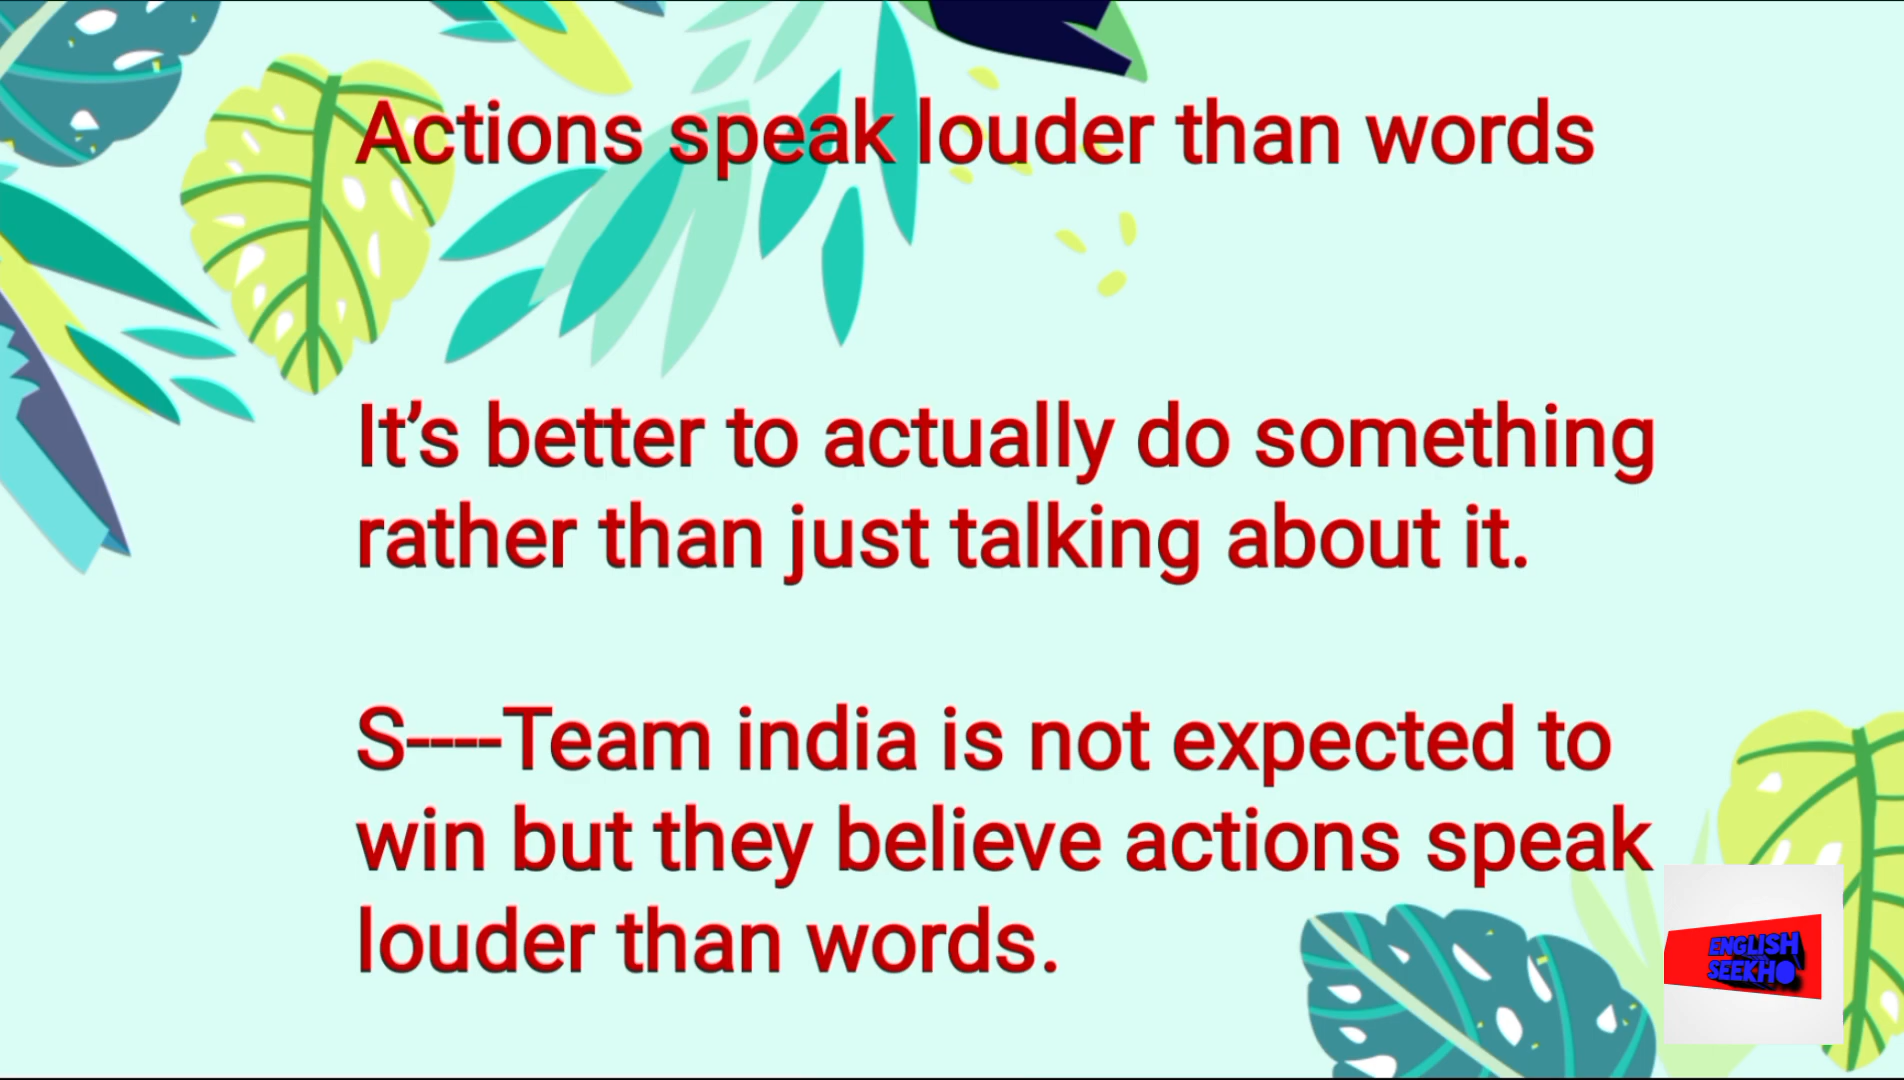 Actions speak louder than words
It’s better to actually do something
rather than just talking about it.
S----Team india is not expected to
win but they believe actions speak
louder than words.
ENGLISH
SEEKHO